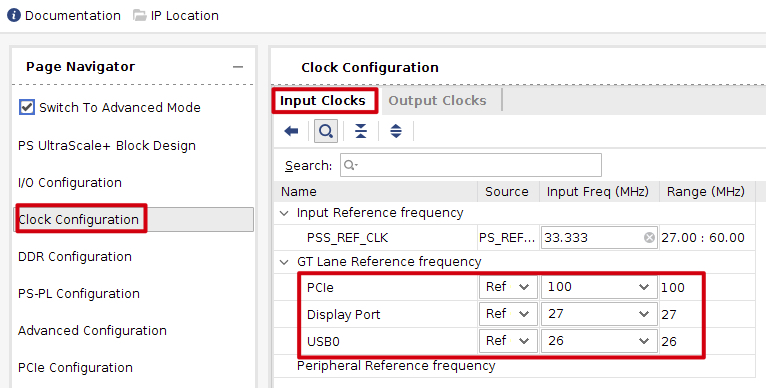 Documentation IP Location
Page Navigator
Switch To Advanced Mode
PS UltraScale+ Block Design
I/O Configuration
Clock Configuration
DDR Configuration
PS-PL Configuration
Advanced Configuration
PCIe Configuration
Clock Configuration
Input Clocks Output Clocks
Search:
Name Source Input Freq (MHz) Range (MHz)
Input Reference frequency
PSS_REF_CLK PS_REF... 33.333 27.00 : 60.00
GT Lane Reference frequency
PCIe Ref 100 100
Display Port Ref 27 27
USB0 Ref 26 26
Peripheral Reference frequency